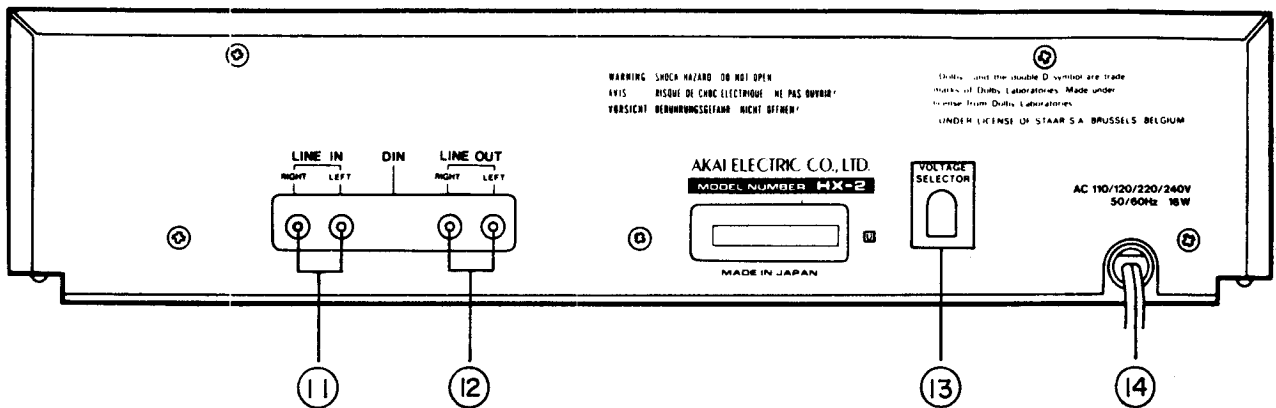 WARNING SHOCK HAZARD DO NOT OPEN
AVIS RISQUE DE CHOC ELECTRIQUE NE PAS OUVRIR!
VORSICHT BERUHRUNGSGEFAHR NICHT OFFNEN!
Dolby and the double D symbol are trade
marks of Dolby Laboratories. Made under
license from Dolby Laboratories
UNDER LICENSE OF STAAR S.A. BRUSSELS BELGIUM
LINE IN DIN LINE OUT
RIGHT LEFT RIGHT LEFT
AKAI ELECTRIC CO., LTD.
MODEL NUMBER HX-2
MADE IN JAPAN
VOLTAGE
SELECTOR
AC 110/120/220/240V
50/60Hz 16W
11 12 13 14